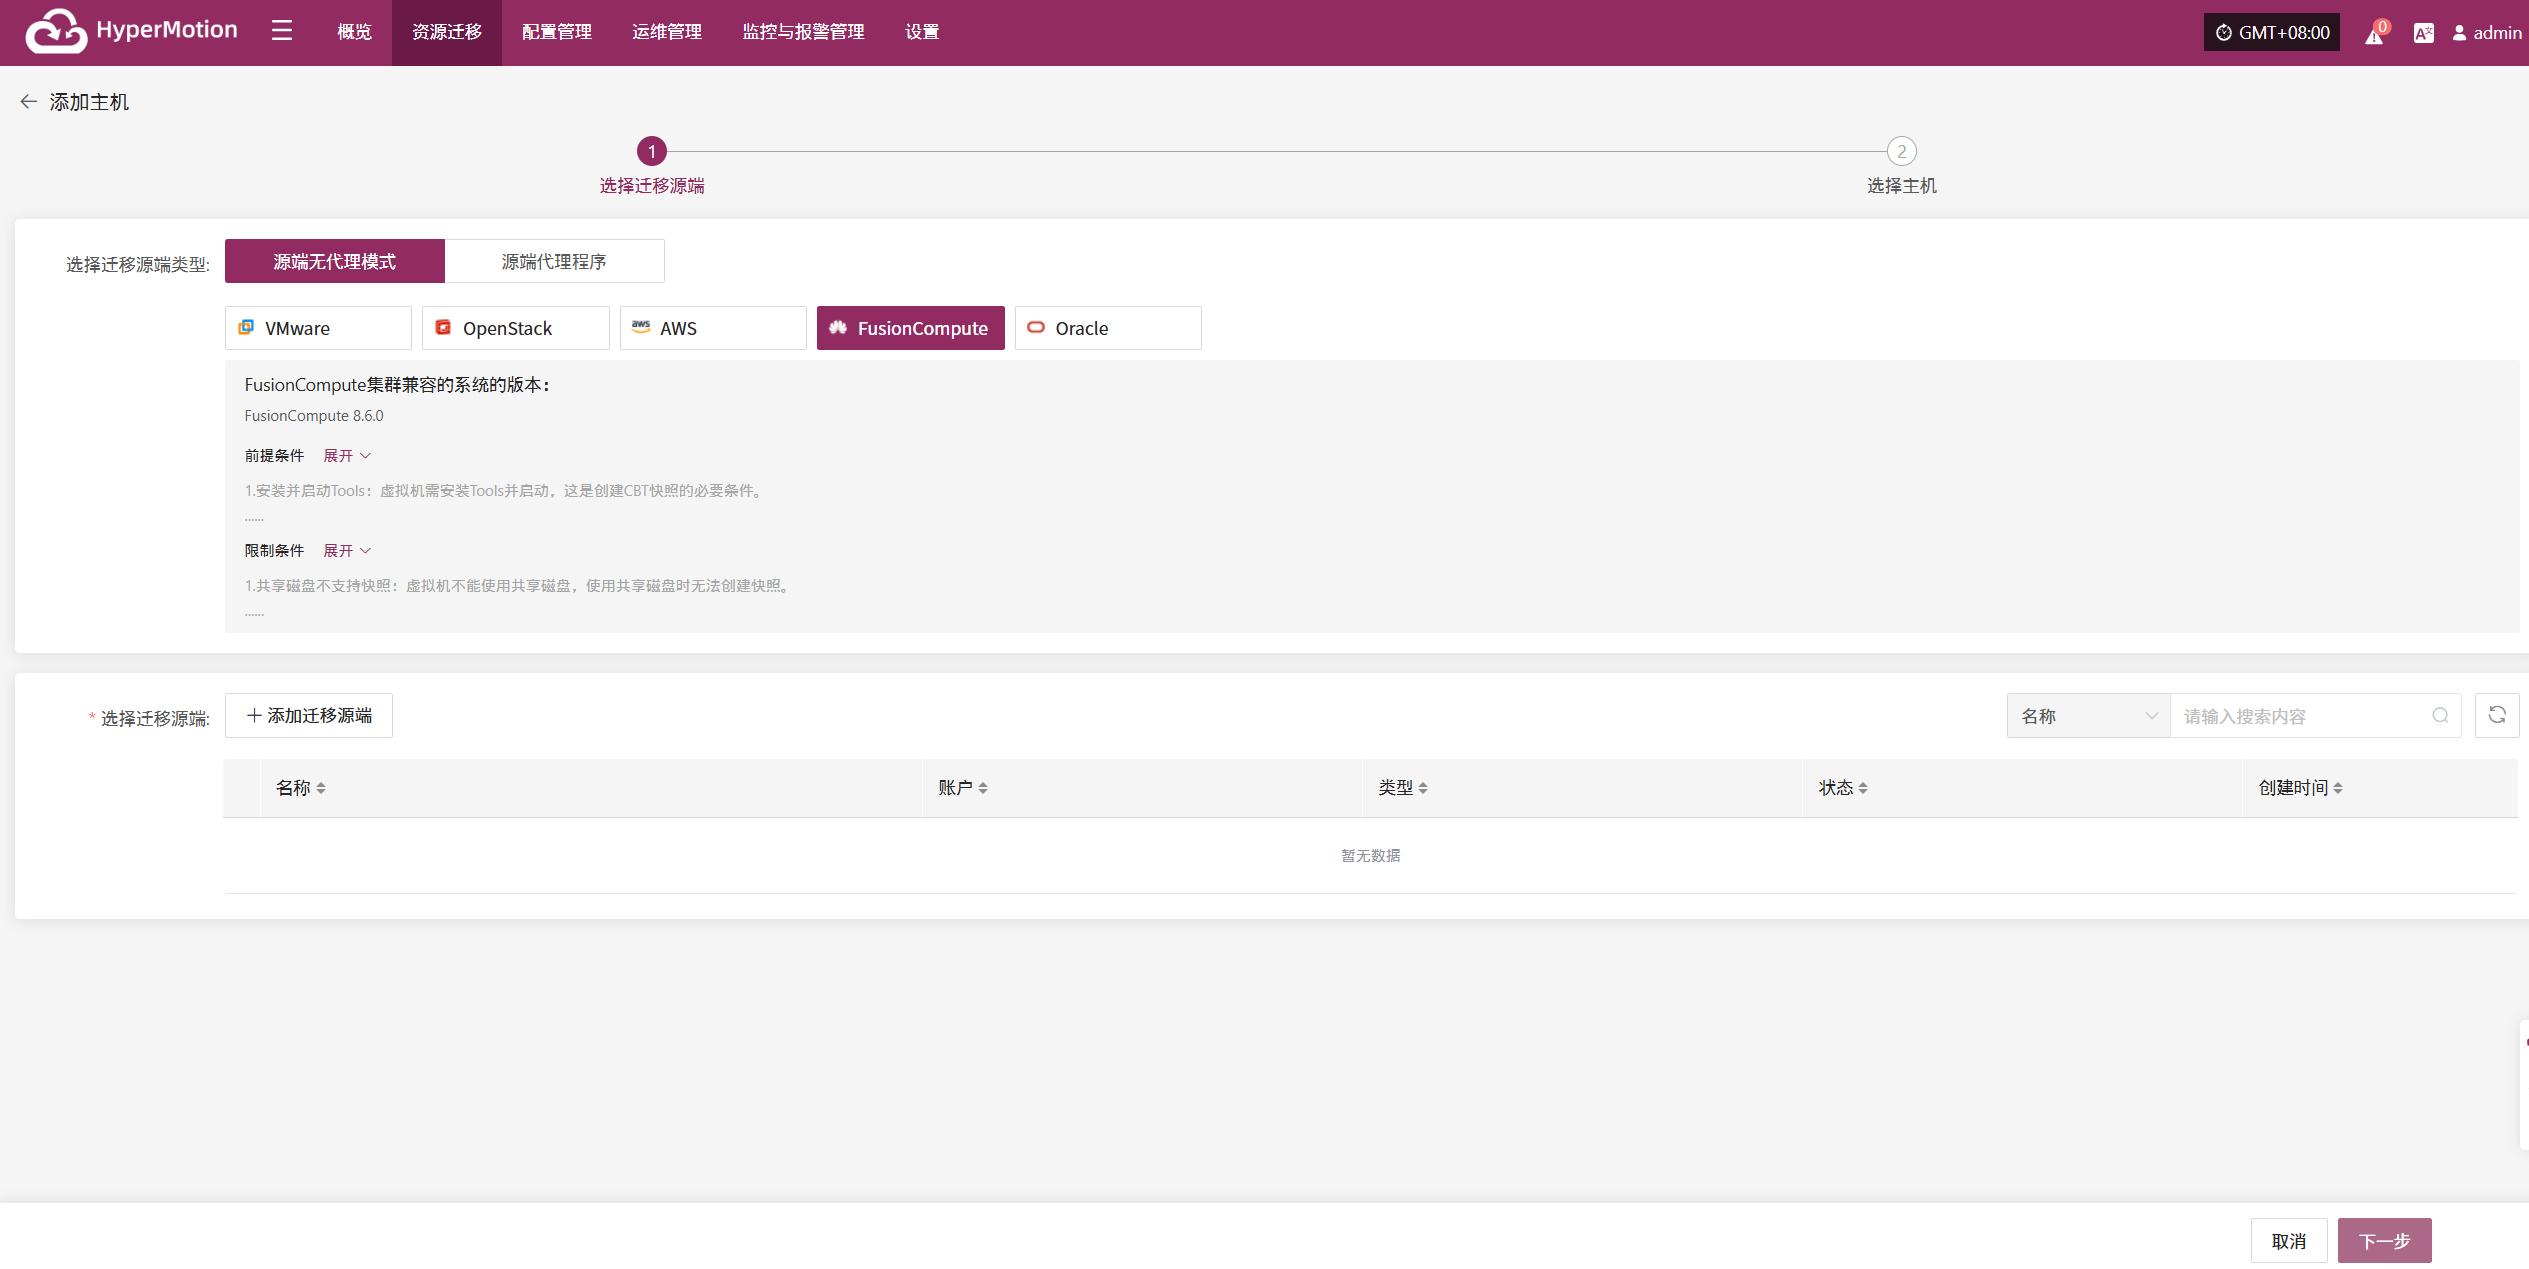 HyperMotion
概览
资源迁移
配置管理
运维管理
监控与报警管理
设置
GMT+08:00
0
admin
添加主机
1
2
选择迁移源端
选择主机
选择迁移源端类型:
源端无代理模式
源端代理程序
VMware
OpenStack
aws AWS
FusionCompute
Oracle
FusionCompute集群兼容的系统的版本：
FusionCompute 8.6.0
前提条件 展开
1.安装并启动Tools：虚拟机需安装Tools并启动，这是创建CBT快照的必要条件。
......
限制条件 展开
1.共享磁盘不支持快照：虚拟机不能使用共享磁盘，使用共享磁盘时无法创建快照。
......
* 选择迁移源端:
添加迁移源端
名称
请输入搜索内容
名称 账户 类型 状态 创建时间
暂无数据
取消
下一步